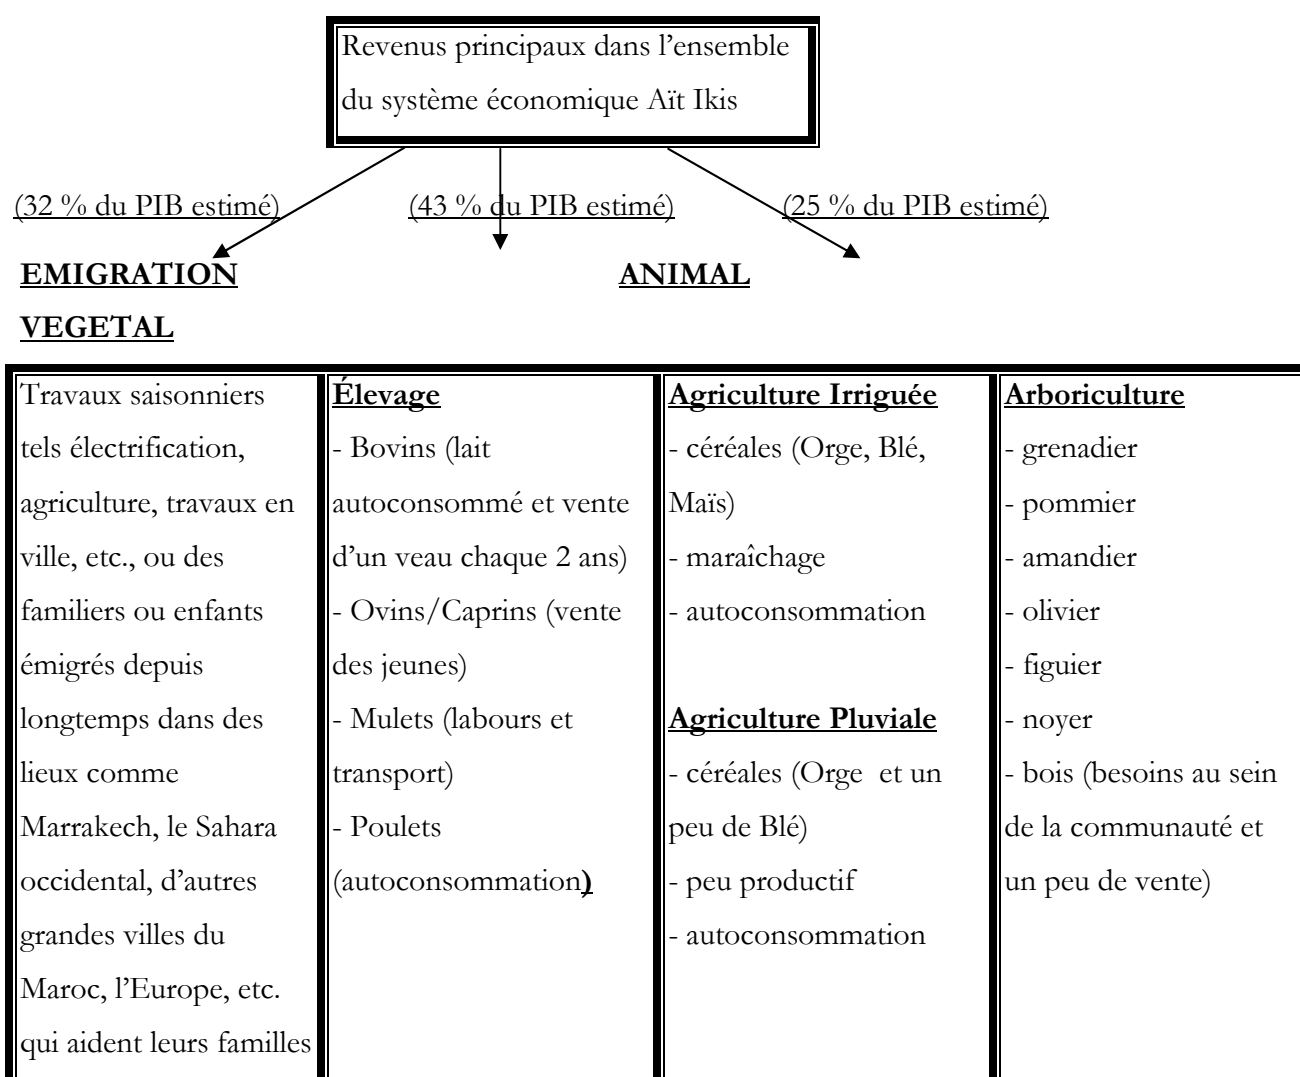 Revenus principaux dans l’ensemble
du système économique Aït Ikis
(32 % du PIB estimé) (43 % du PIB estimé) (25 % du PIB estimé)
EMIGRATION ANIMAL
VEGETAL
Travaux saisonniers
tels électrification,
agriculture, travaux en
ville, etc., ou des
familiers ou enfants
émigrés depuis
longtemps dans des
lieux comme
Marrakech, le Sahara
occidental, d’autres
grandes villes du
Maroc, l’Europe, etc.
qui aident leurs familles
Élevage
- Bovins (lait
autoconsommé et vente
d’un veau chaque 2 ans)
- Ovins/Caprins (vente
des jeunes)
- Mulets (labours et
transport)
- Poulets
(autoconsommation)
Agriculture Irriguée
- céréales (Orge, Blé,
Maïs)
- maraîchage
- autoconsommation
Agriculture Pluviale
- céréales (Orge et un
peu de Blé)
- peu productif
- autoconsommation
Arboriculture
- grenadier
- pommier
- amandier
- olivier
- figuier
- noyer
- bois (besoins au sein
de la communauté et
un peu de vente)